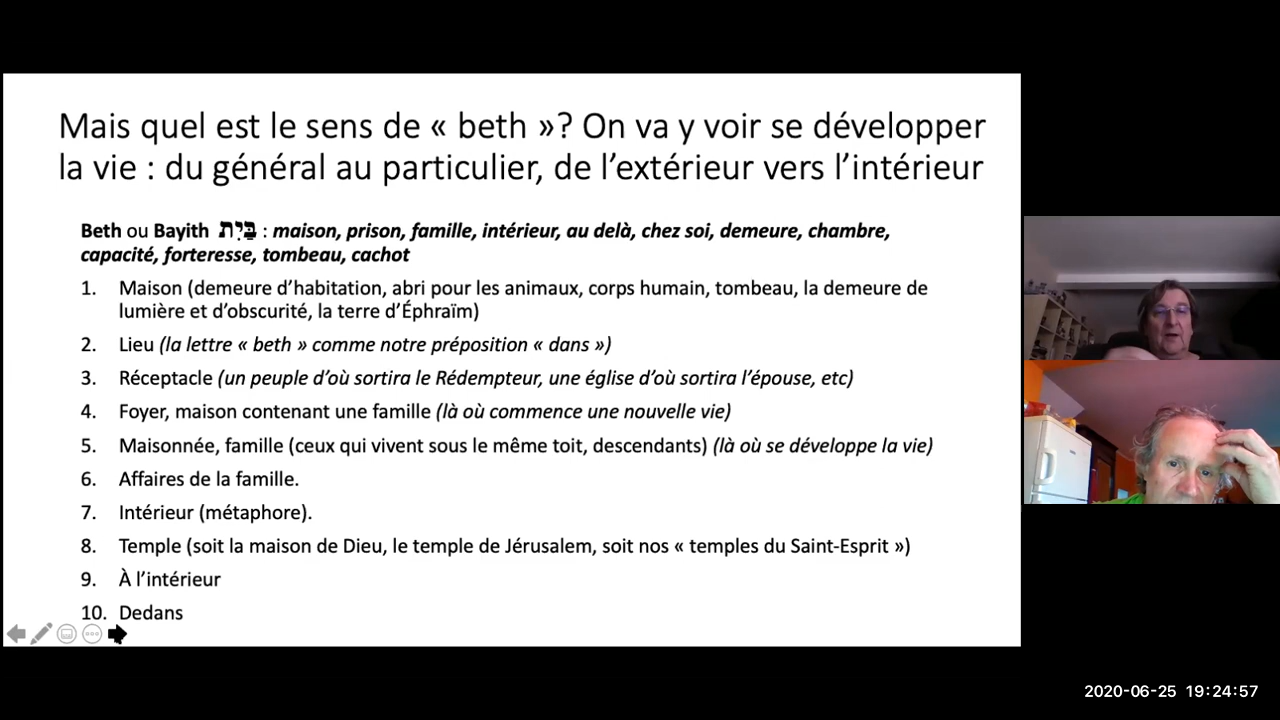 Mais quel est le sens de « beth »? On va y voir se développer
la vie : du général au particulier, de l’extérieur vers l’intérieur
Beth ou Bayith בַּיִת : maison, prison, famille, intérieur, au delà, chez soi, demeure, chambre,
capacité, forteresse, tombeau, cachot
1. Maison (demeure d’habitation, abri pour les animaux, corps humain, tombeau, la demeure de
lumière et d’obscurité, la terre d’Éphraïm)
2. Lieu (la lettre « beth » comme notre préposition « dans »)
3. Réceptacle (un peuple d’où sortira le Rédempteur, une église d’où sortira l’épouse, etc)
4. Foyer, maison contenant une famille (là où commence une nouvelle vie)
5. Maisonnée, famille (ceux qui vivent sous le même toit, descendants) (là où se développe la vie)
6. Affaires de la famille.
7. Intérieur (métaphore).
8. Temple (soit la maison de Dieu, le temple de Jérusalem, soit nos « temples du Saint-Esprit »)
9. À l’intérieur
10. Dedans
2020-06-25 19:24:57